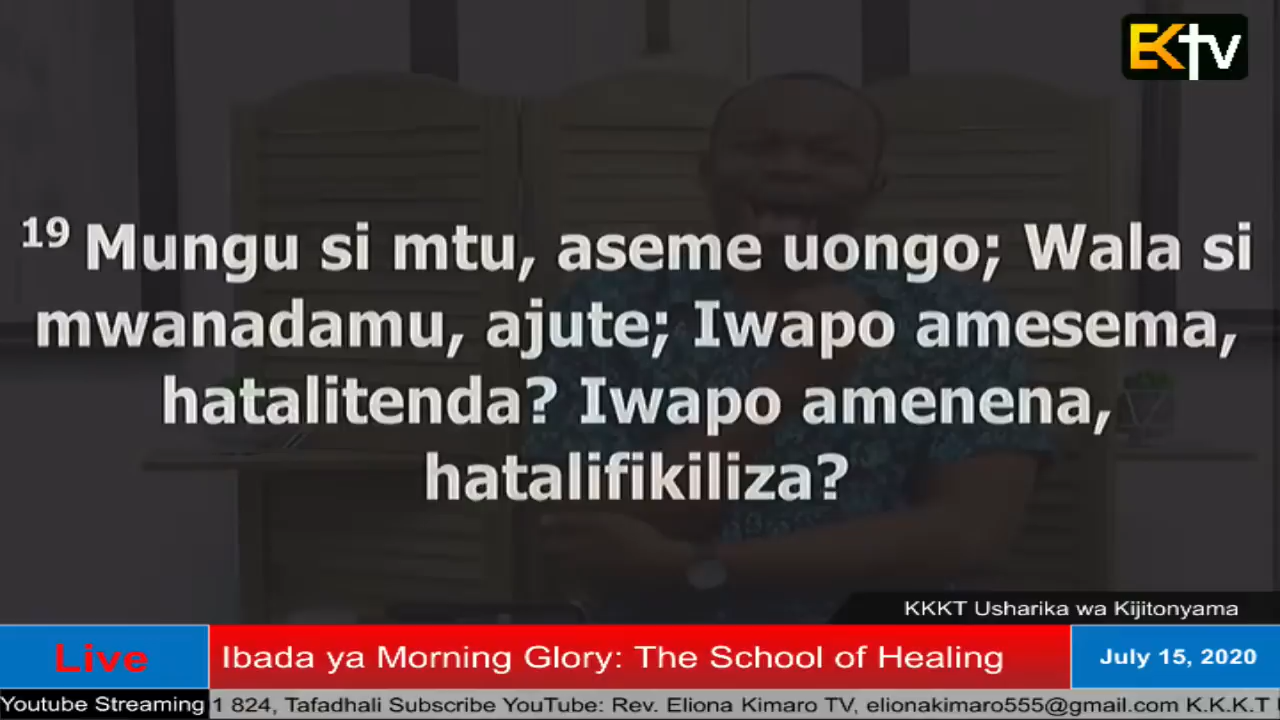 EKTV
19 Mungu si mtu, aseme uongo; Wala si
mwanadamu, ajute; Iwapo amesema,
hatalitenda? Iwapo amenena,
hatalifikiliza?
KKKT Usharika wa Kijitonyama
Live
Ibada ya Morning Glory: The School of Healing
July 15, 2020
Youtube Streaming
1 824, Tafadhali Subscribe YouTube: Rev. Eliona Kimaro TV, elionakimaro555@gmail.com K.K.K.T